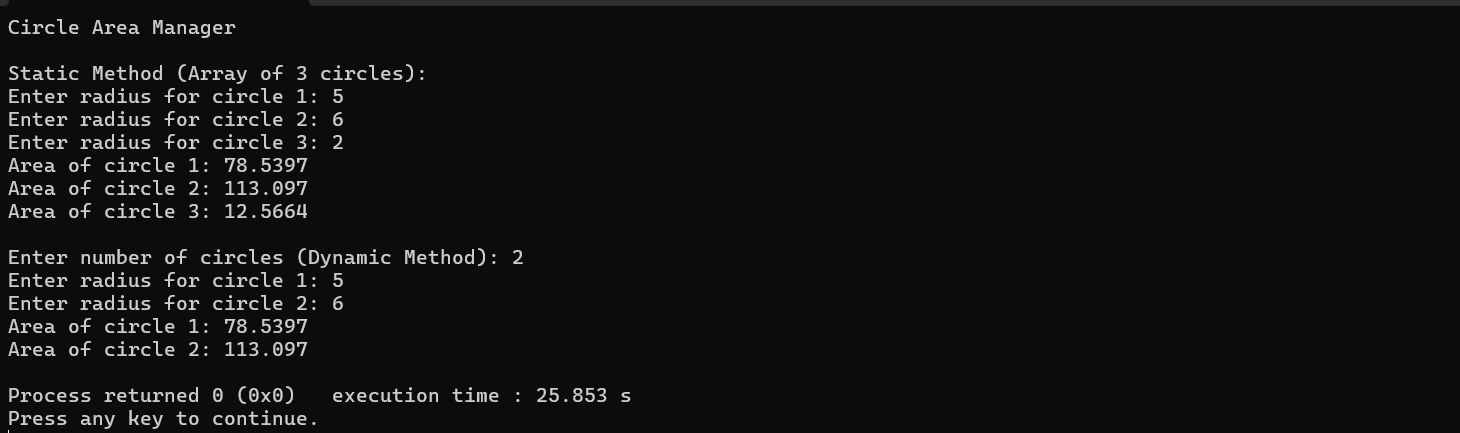 Circle Area Manager
Static Method (Array of 3 circles):
Enter radius for circle 1: 5
Enter radius for circle 2: 6
Enter radius for circle 3: 2
Area of circle 1: 78.5397
Area of circle 2: 113.097
Area of circle 3: 12.5664
Enter number of circles (Dynamic Method): 2
Enter radius for circle 1: 5
Enter radius for circle 2: 6
Area of circle 1: 78.5397
Area of circle 2: 113.097
Process returned 0 (0x0)   execution time : 25.853 s
Press any key to continue.